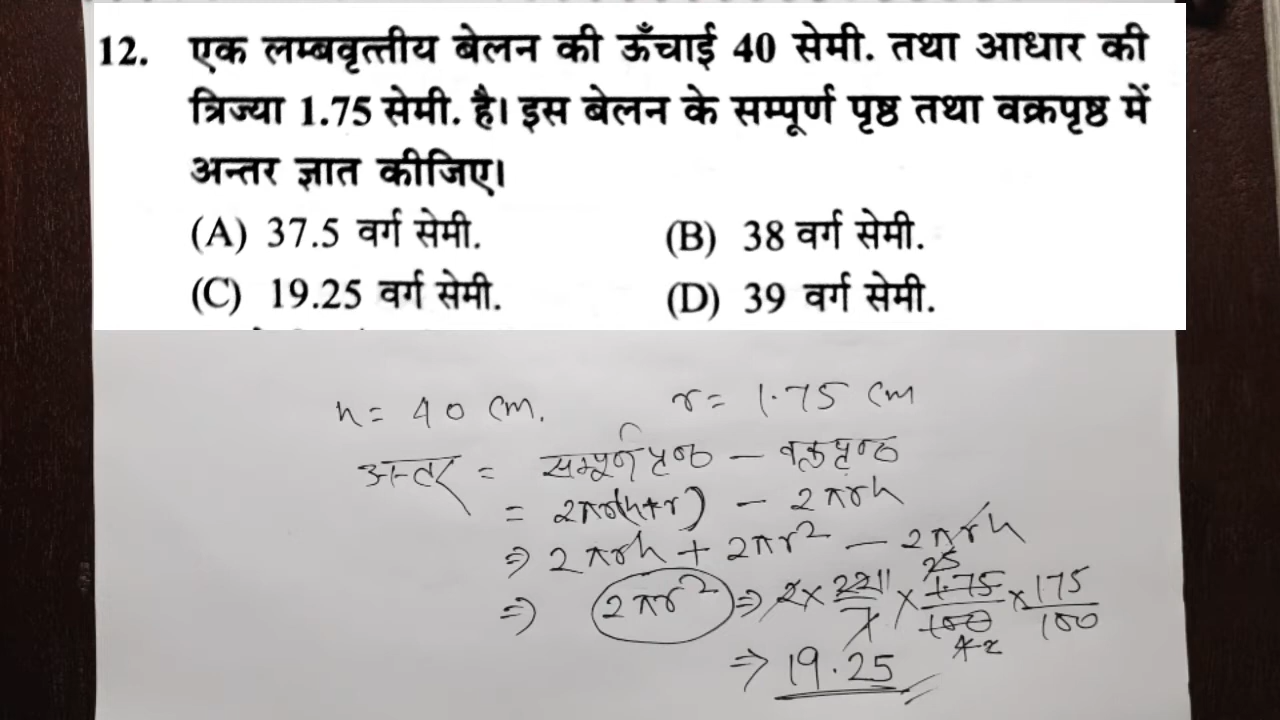 12. एक लम्बवृत्तीय बेलन की ऊँचाई 40 सेमी. तथा आधार की
त्रिज्या 1.75 सेमी. है। इस बेलन के सम्पूर्ण पृष्ठ तथा वक्रपृष्ठ में
अन्तर ज्ञात कीजिए।
(A) 37.5 वर्ग सेमी. (B) 38 वर्ग सेमी.
(C) 19.25 वर्ग सेमी. (D) 39 वर्ग सेमी.
h = 40 cm. r = 1.75 cm
अन्तर = सम्पूर्ण पृष्ठ — वक्रपृष्ठ
= 2πr(h+r) — 2πrh
⇒ 2πrh + 2πr² — 2πrh
⇒ 2πr² ⇒ 2 × 22/7 × 1.75/100 × 175/100
⇒ 19.25